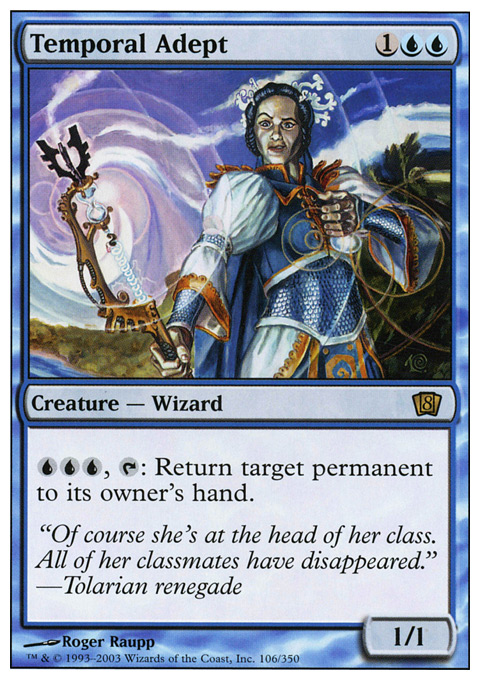 Temporal Adept 1
Creature — Wizard 8
, : Return target permanent
to its owner's hand.
“Of course she's at the head of her class.
All of her classmates have disappeared.”
—Tolarian renegade
1/1
Roger Raupp
™ & © 1993–2003 Wizards of the Coast, Inc. 106/350